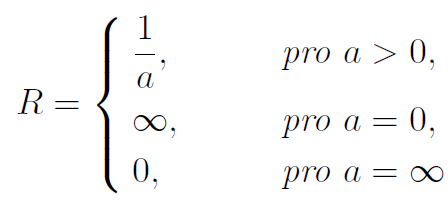 R = { 1/a, pro a > 0,
∞, pro a = 0,
0, pro a = ∞